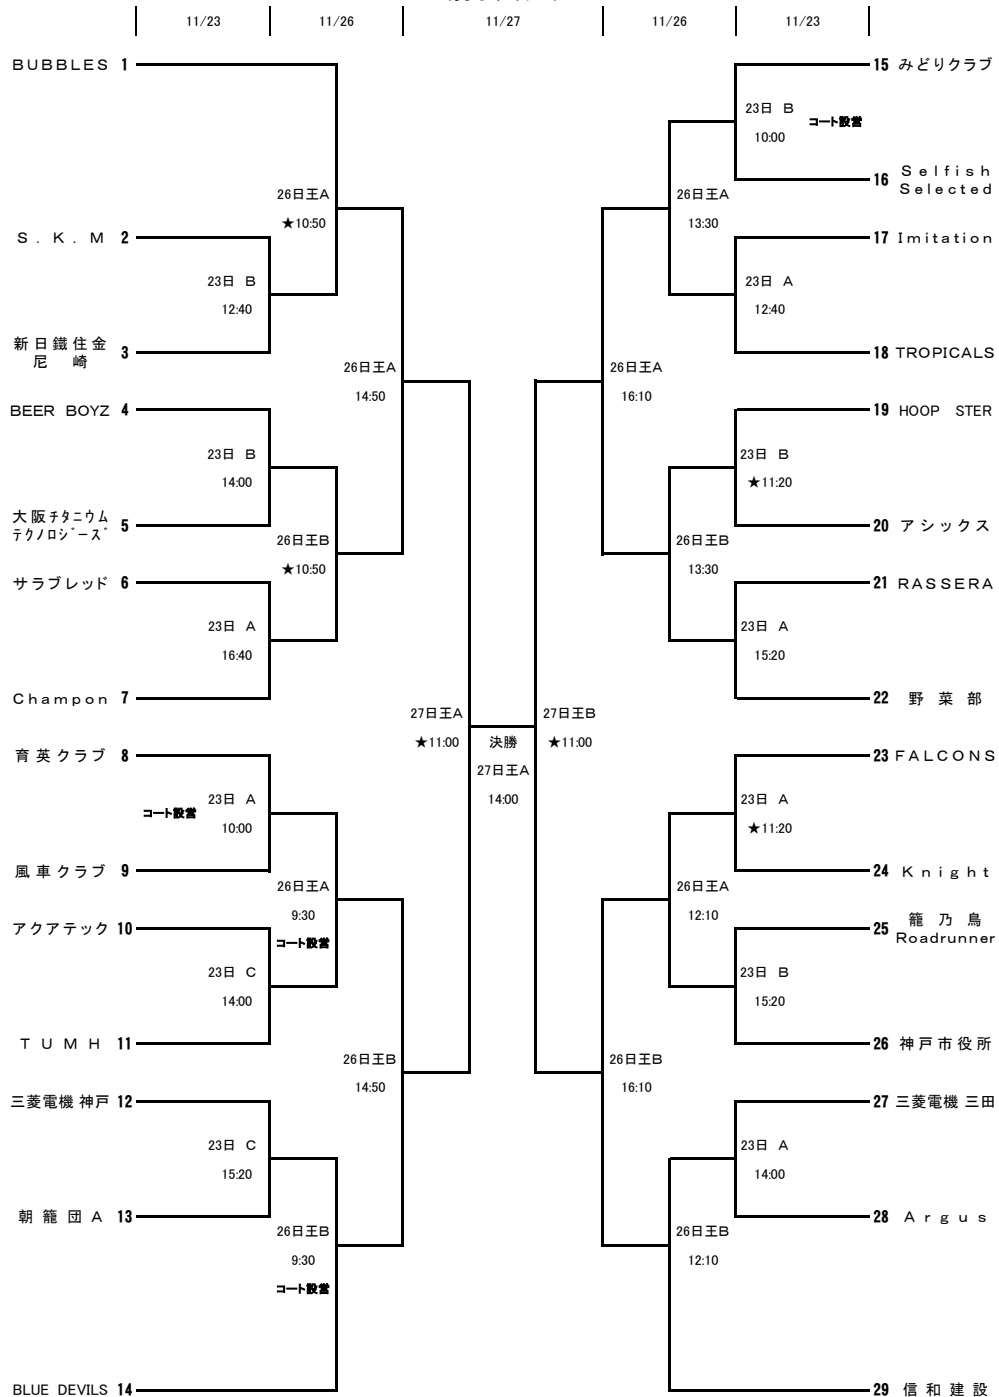 11/23 11/26 11/27 11/26 11/23
BUBBLES 1
15 みどりクラブ
23日 B
コート設営
10:00
16 Selfish
Selected
26日王A
★10:50
26日王A
13:30
S.K.M 2
17 Imitation
23日 B
12:40
23日 A
12:40
新日鐵住金
尼崎 3
18 TROPICALS
26日王A
14:50
26日王A
16:10
BEER BOYZ 4
19 HOOP STER
23日 B
14:00
23日 B
★11:20
大阪チタニウム
テクノロジーズ 5
20 アシックス
26日王B
★10:50
26日王B
13:30
サラブレッド 6
21 RASSERA
23日 A
16:40
23日 A
15:20
Champon 7
22 野菜部
27日王A
★11:00
決勝
27日王A
14:00
27日王B
★11:00
育英クラブ 8
23 FALCONS
コート設営
23日 A
10:00
23日 A
★11:20
風車クラブ 9
24 Knight
26日王A
9:30
コート設営
26日王A
12:10
アクアテック 10
25 籠乃鳥
Roadrunner
23日 C
14:00
23日 B
15:20
TUMH 11
26 神戸市役所
26日王B
14:50
26日王B
16:10
三菱電機 神戸 12
27 三菱電機 三田
23日 C
15:20
23日 A
14:00
朝籠団A 13
28 Argus
26日王B
9:30
コート設営
26日王B
12:10
BLUE DEVILS 14
29 信和建設